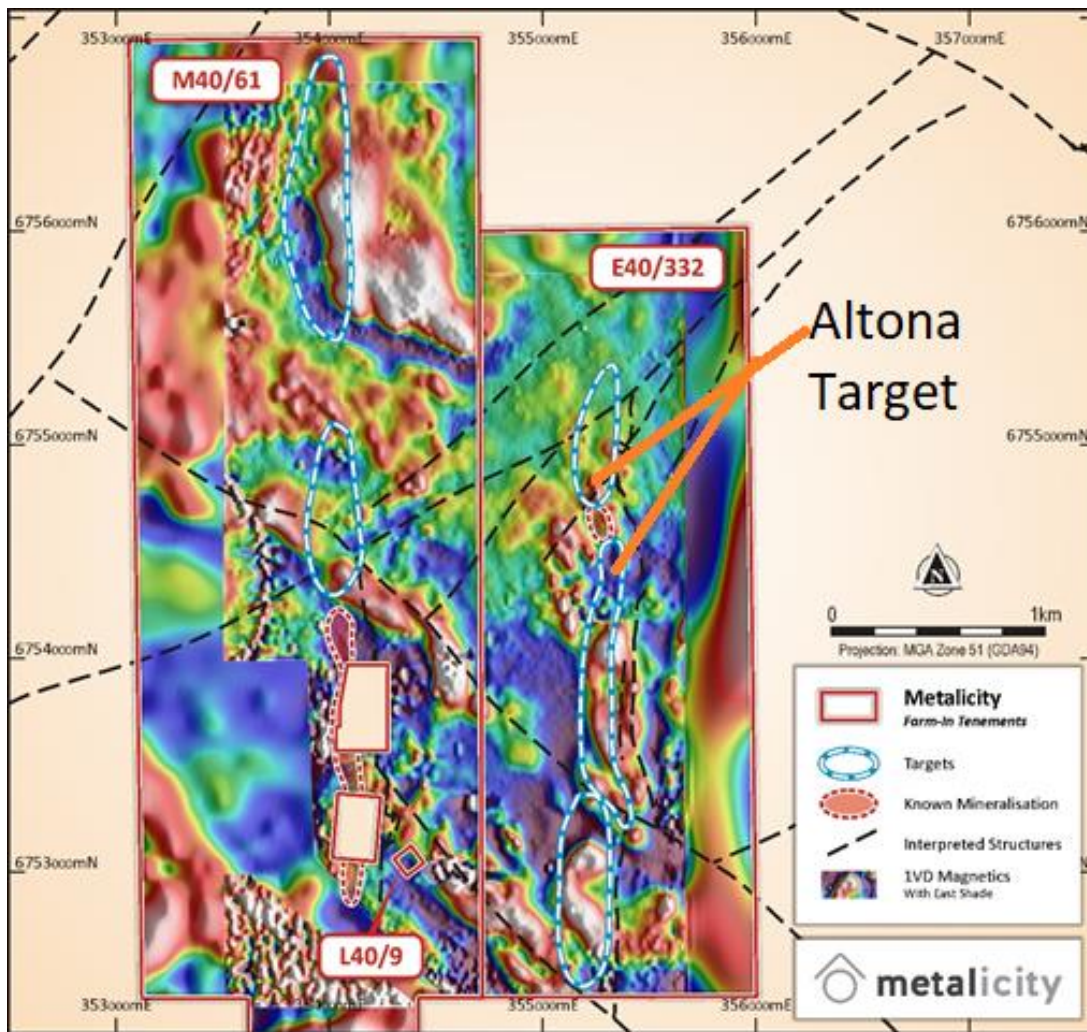 353000mE 354000mE 355000mE 356000mE 357000mE
M40/61
6756000mN 6756000mN
E40/332
Altona
Target
6755000mN 6755000mN
N
0 1km
6754000mN
Projection: MGA Zone 51 (GDA94)
Metalicity
Farm-In Tenements
Targets
Known Mineralisation
Interpreted Structures
6753000mN
1VD Magnetics
With East Shade
L40/9
metalicity
353000mE 355000mE 356000mE